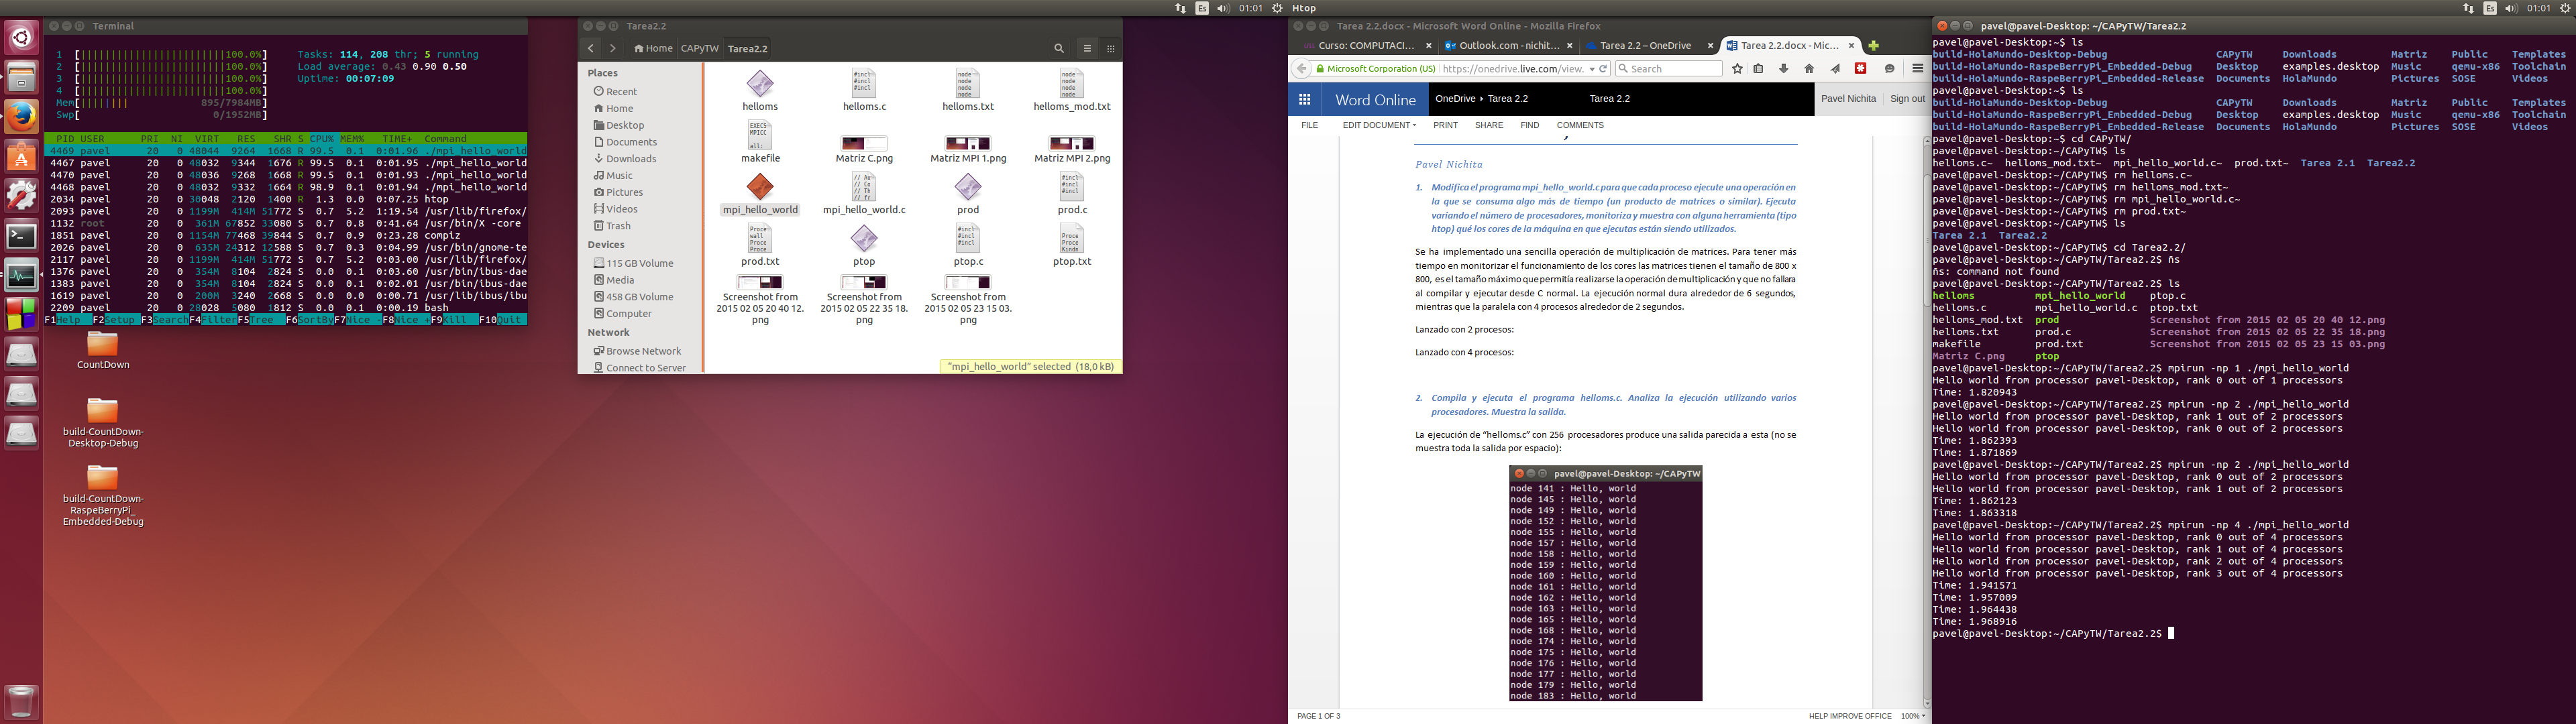 Es
01:01
Htop
Es
01:01
Terminal
1 [100.0%]
2 [100.0%]
3 [100.0%]
4 [100.0%]
Mem[895/7984MB]
Swp[0/1952MB]
Tasks: 114, 208 thr; 5 running
Load average: 0.43 0.90 0.50
Uptime: 00:07:09
PID USER PRI NI VIRT RES SHR S CPU% MEM% TIME+ Command
4469 pavel 20 0 48044 9264 1668 R 99.5 0.1 0:01.96 ./mpi_hello_world
4467 pavel 20 0 48032 9344 1676 R 99.5 0.1 0:01.95 ./mpi_hello_world
4470 pavel 20 0 48036 9268 1668 R 99.5 0.1 0:01.93 ./mpi_hello_world
4468 pavel 20 0 48032 9332 1664 R 98.9 0.1 0:01.94 ./mpi_hello_world
2034 pavel 20 0 30048 2120 1400 R 1.3 0.0 0:07.25 htop
2093 pavel 20 0 1199M 414M 51772 S 0.7 5.2 1:19.54 /usr/lib/firefox/
1132 root 20 0 361M 67852 33080 S 0.7 0.8 0:41.64 /usr/bin/X -core
1851 pavel 20 0 1154M 77468 39844 S 0.7 0.9 0:23.28 compiz
2026 pavel 20 0 635M 24312 12588 S 0.7 0.3 0:04.99 /usr/bin/gnome-te
2117 pavel 20 0 1199M 414M 51772 S 0.7 5.2 0:03.00 /usr/lib/firefox/
1376 pavel 20 0 354M 8104 2824 S 0.0 0.1 0:03.60 /usr/bin/ibus-dae
1383 pavel 20 0 354M 8104 2824 S 0.0 0.1 0:02.01 /usr/bin/ibus-dae
1619 pavel 20 0 200M 3240 2668 S 0.0 0.0 0:00.71 /usr/lib/ibus/ibu
2209 pavel 20 0 28028 5080 1812 S 0.0 0.1 0:00.19 bash
F1Help F2Setup F3Search F4Filter F5Tree F6SortBy F7Nice - F8Nice + F9Kill F10Quit
CountDown
build-CountDown-
Desktop-Debug
build-CountDown-
RaspeBerryPi_
Embedded-Debug
Tarea2.2
Home CAPyTW Tarea2.2
Places
Recent
Home
Desktop
Documents
Downloads
Music
Pictures
Videos
Trash
Devices
115 GB Volume
Media
458 GB Volume
Computer
Network
Browse Network
Connect to Server
helloms
helloms.c
helloms.txt
helloms_mod.txt
makefile
Matriz C.png
Matriz MPI 1.png
Matriz MPI 2.png
mpi_hello_world
mpi_hello_world.c
prod
prod.c
prod.txt
ptop
ptop.c
ptop.txt
Screenshot from
2015 02 05 20 40 12.
png
Screenshot from
2015 02 05 22 35 18.
png
Screenshot from
2015 02 05 23 15 03.
png
"mpi_hello_world" selected (18,0 kB)
Tarea 2.2.docx - Microsoft Word Online - Mozilla Firefox
Curso: COMPUTACI...
Outlook.com - nichit...
Tarea 2.2 – OneDrive
Tarea 2.2.docx - Mic...
Microsoft Corporation (US)
https://onedrive.live.com/view.
Search
Word Online
OneDrive
Tarea 2.2
Tarea 2.2
Pavel Nichita
Sign out
FILE
EDIT DOCUMENT
PRINT
SHARE
FIND
COMMENTS
Pavel Nichita
1. Modifica el programa mpi_hello_world.c para que cada proceso ejecute una operación en
la que se consuma algo más de tiempo (un producto de matrices o similar). Ejecuta
variando el número de procesadores, monitoriza y muestra con alguna herramienta (tipo
htop) qué los cores de la máquina en que ejecutas están siendo utilizados.
Se ha implementado una sencilla operación de multiplicación de matrices. Para tener más
tiempo en monitorizar el funcionamiento de los cores las matrices tienen el tamaño de 800 x
800, es el tamaño máximo que permitía realizarse la operación de multiplicación y que no fallara
al compilar y ejecutar desde C normal. La ejecución normal dura alrededor de 6 segundos,
mientras que la paralela con 4 procesos alrededor de 2 segundos.
Lanzado con 2 procesos:
Lanzado con 4 procesos:
2. Compila y ejecuta el programa helloms.c. Analiza la ejecución utilizando varios
procesadores. Muestra la salida.
La ejecución de "helloms.c" con 256 procesadores produce una salida parecida a esta (no se
muestra toda la salida por espacio):
pavel@pavel-Desktop: ~/CAPyTW
node 141 : Hello, world
node 145 : Hello, world
node 149 : Hello, world
node 152 : Hello, world
node 155 : Hello, world
node 157 : Hello, world
node 158 : Hello, world
node 159 : Hello, world
node 160 : Hello, world
node 161 : Hello, world
node 162 : Hello, world
node 163 : Hello, world
node 165 : Hello, world
node 168 : Hello, world
node 174 : Hello, world
node 175 : Hello, world
node 176 : Hello, world
node 177 : Hello, world
node 179 : Hello, world
node 183 : Hello, world
PAGE 1 OF 3
HELP IMPROVE OFFICE
100%
pavel@pavel-Desktop: ~/CAPyTW/Tarea2.2
pavel@pavel-Desktop:~$ ls
build-HolaMundo-Desktop-Debug CAPyTW Downloads Matriz Public Templates
build-HolaMundo-RaspeBerryPi_Embedded-Debug Desktop examples.desktop Music qemu-x86 Toolchain
build-HolaMundo-RaspeBerryPi_Embedded-Release Documents HolaMundo Pictures SOSE Videos
pavel@pavel-Desktop:~$ ls
build-HolaMundo-Desktop-Debug CAPyTW Downloads Matriz Public Templates
build-HolaMundo-RaspeBerryPi_Embedded-Debug Desktop examples.desktop Music qemu-x86 Toolchain
build-HolaMundo-RaspeBerryPi_Embedded-Release Documents HolaMundo Pictures SOSE Videos
pavel@pavel-Desktop:~$ cd CAPyTW/
pavel@pavel-Desktop:~/CAPyTW$ ls
helloms.c~ helloms_mod.txt~ mpi_hello_world.c~ prod.txt~ Tarea 2.1 Tarea2.2
pavel@pavel-Desktop:~/CAPyTW$ rm helloms.c~
pavel@pavel-Desktop:~/CAPyTW$ rm helloms_mod.txt~
pavel@pavel-Desktop:~/CAPyTW$ rm mpi_hello_world.c~
pavel@pavel-Desktop:~/CAPyTW$ rm prod.txt~
pavel@pavel-Desktop:~/CAPyTW$ ls
Tarea 2.1 Tarea2.2
pavel@pavel-Desktop:~/CAPyTW$ cd Tarea2.2/
pavel@pavel-Desktop:~/CAPyTW/Tarea2.2$ ñs
ñs: command not found
pavel@pavel-Desktop:~/CAPyTW/Tarea2.2$ ls
helloms mpi_hello_world ptop.c
helloms.c mpi_hello_world.c ptop.txt
helloms_mod.txt prod Screenshot from 2015 02 05 20 40 12.png
helloms.txt prod.c Screenshot from 2015 02 05 22 35 18.png
makefile prod.txt Screenshot from 2015 02 05 23 15 03.png
Matriz C.png ptop
pavel@pavel-Desktop:~/CAPyTW/Tarea2.2$ mpirun -np 1 ./mpi_hello_world
Hello world from processor pavel-Desktop, rank 0 out of 1 processors
Time: 1.820943
pavel@pavel-Desktop:~/CAPyTW/Tarea2.2$ mpirun -np 2 ./mpi_hello_world
Hello world from processor pavel-Desktop, rank 1 out of 2 processors
Hello world from processor pavel-Desktop, rank 0 out of 2 processors
Time: 1.862393
Time: 1.871869
pavel@pavel-Desktop:~/CAPyTW/Tarea2.2$ mpirun -np 2 ./mpi_hello_world
Hello world from processor pavel-Desktop, rank 0 out of 2 processors
Hello world from processor pavel-Desktop, rank 1 out of 2 processors
Time: 1.862123
Time: 1.863318
pavel@pavel-Desktop:~/CAPyTW/Tarea2.2$ mpirun -np 4 ./mpi_hello_world
Hello world from processor pavel-Desktop, rank 0 out of 4 processors
Hello world from processor pavel-Desktop, rank 1 out of 4 processors
Hello world from processor pavel-Desktop, rank 2 out of 4 processors
Hello world from processor pavel-Desktop, rank 3 out of 4 processors
Time: 1.941571
Time: 1.957009
Time: 1.964438
Time: 1.968916
pavel@pavel-Desktop:~/CAPyTW/Tarea2.2$